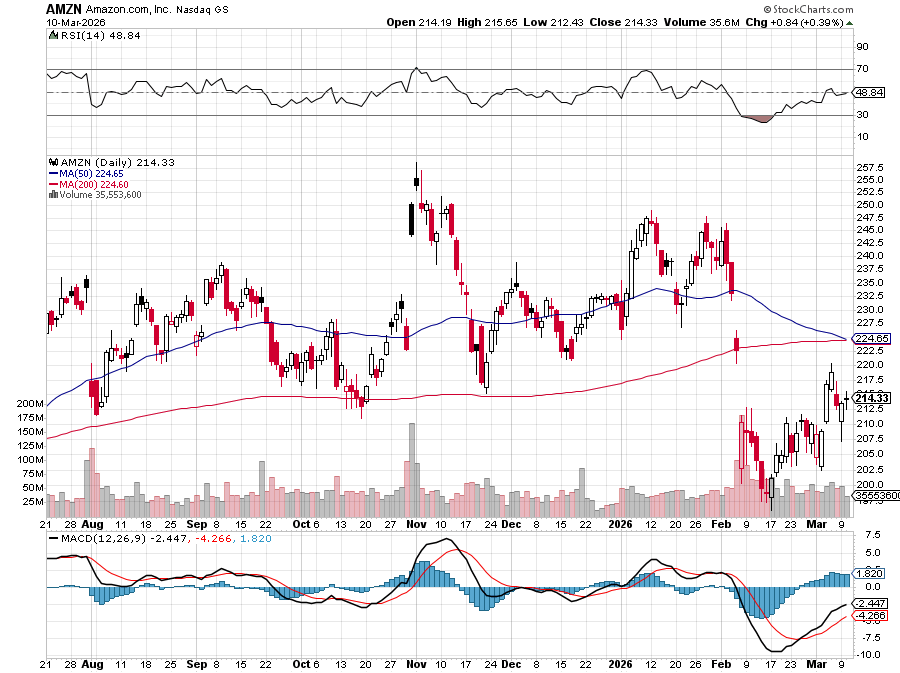 AMZN Amazon.com, Inc. Nasdaq GS © StockCharts.com
10-Mar-2026 Open 214.19 High 215.65 Low 212.43 Close 214.33 Volume 35.6M Chg +0.84 (+0.39%)
RSI(14) 48.84
90
70
48.84
30
10
AMZN (Daily) 214.33
MA(50) 224.65
MA(200) 224.60
Volume 35,553,600
257.5
255.0
252.5
250.0
247.5
245.0
242.5
240.0
237.5
235.0
232.5
230.0
227.5
224.65
222.5
220.0
217.5
214.33
212.5
210.0
207.5
205.0
202.5
200.0
35553600
200M
175M
150M
125M
100M
75M
50M
25M
21 28 Aug 11 18 25 Sep 8 15 22 Oct 6 13 20 27 Nov 10 17 24 Dec 8 15 22 2026 12 20 26 Feb 9 17 23 Mar 9
MACD(12,26,9) -2.447, -4.266, 1.820
7.5
5.0
1.820
0.0
-2.447
-4.266
-7.5
-10.0
21 28 Aug 11 18 25 Sep 8 15 22 Oct 6 13 20 27 Nov 10 17 24 Dec 8 15 22 2026 12 20 26 Feb 9 17 23 Mar 9